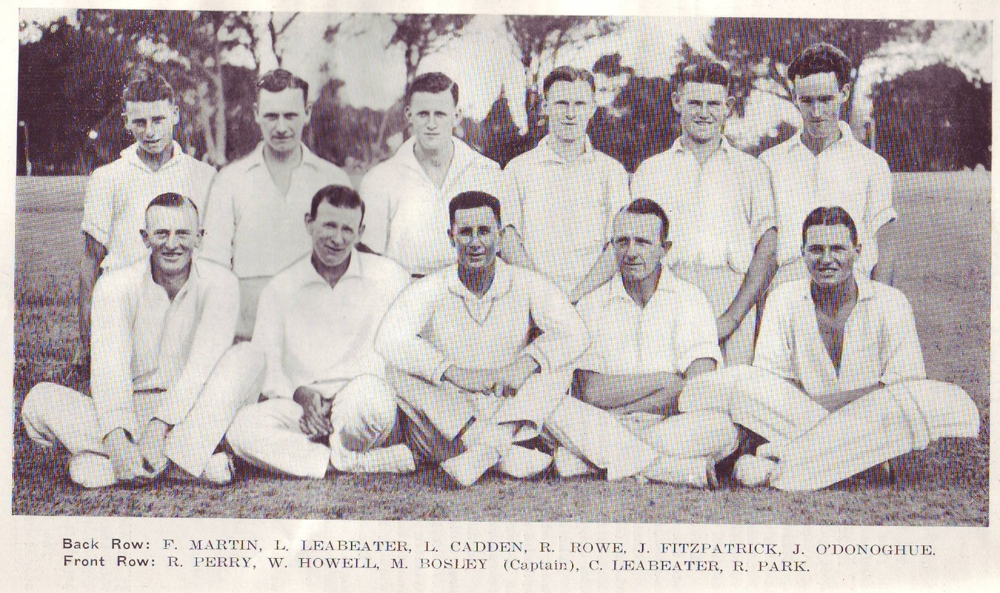 Back Row: F. MARTIN, L. LEABEATER, L. CADDEN, R. ROWE, J. FITZPATRICK, J. O'DONOGHUE.
Front Row: R. PERRY, W. HOWELL, M. BOSLEY (Captain), C. LEABEATER, R. PARK.